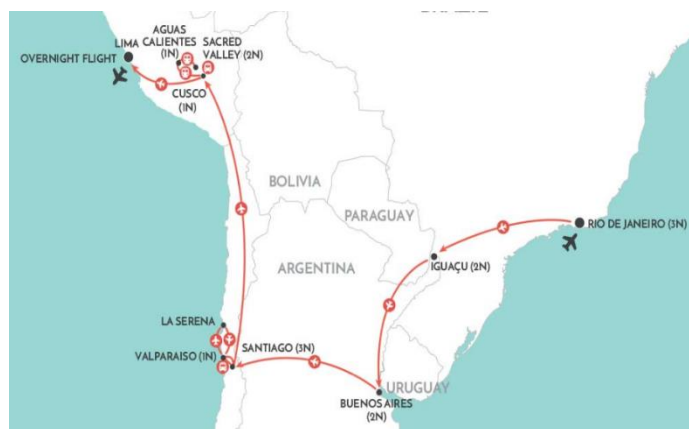 BRAZIL
AGUAS
CALIENTES
(1N)
LIMA
SACRED
VALLEY (2N)
OVERNIGHT FLIGHT
CUSCO
(1N)
BOLIVIA
PARAGUAY
RIO DE JANEIRO (3N)
IGUAÇU (2N)
ARGENTINA
LA SERENA
VALPARAISO (1N)
SANTIAGO (3N)
URUGUAY
BUENOS AIRES
(2N)